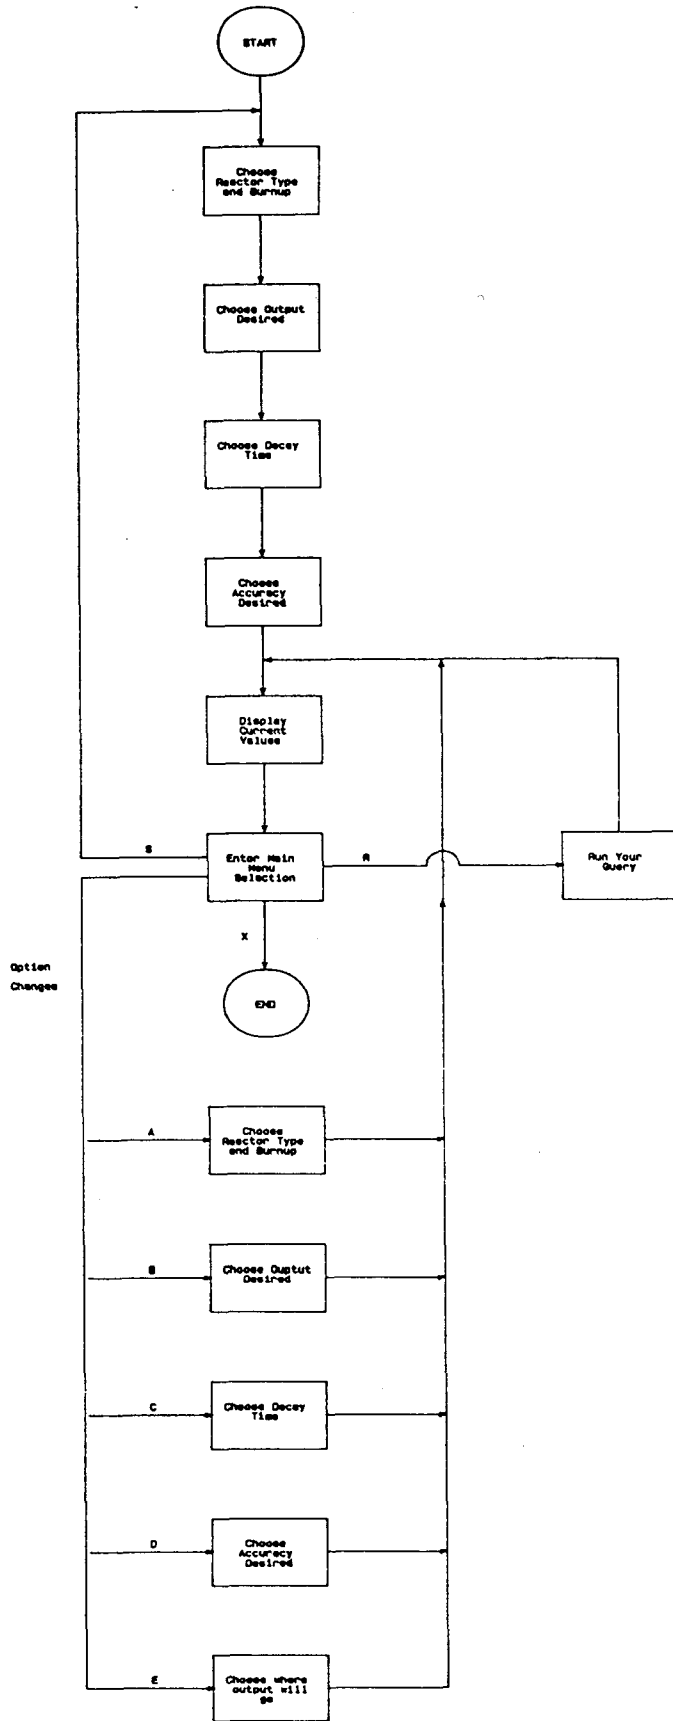 START
Choose
Reactor Type
and Burnup
Choose Output
Desired
Choose Decay
Time
Choose
Accuracy
Desired
Display
Current
Values
S
Enter Main
Menu
Selection
R
Run Your
Query
X
Option
Changes
END
A
Choose
Reactor Type
and Burnup
B
Choose Ouptut
Desired
C
Choose Decay
Time
D
Choose
Accuracy
Desired
E
Choose where
output will
go